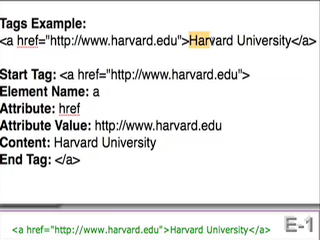 Tags Example:
<a href="http://www.harvard.edu">Harvard University</a>
Start Tag: <a href="http://www.harvard.edu">
Element Name: a
Attribute: href
Attribute Value: http://www.harvard.edu
Content: Harvard University
End Tag: </a>
<a href="http://www.harvard.edu">Harvard University</a>
E-1